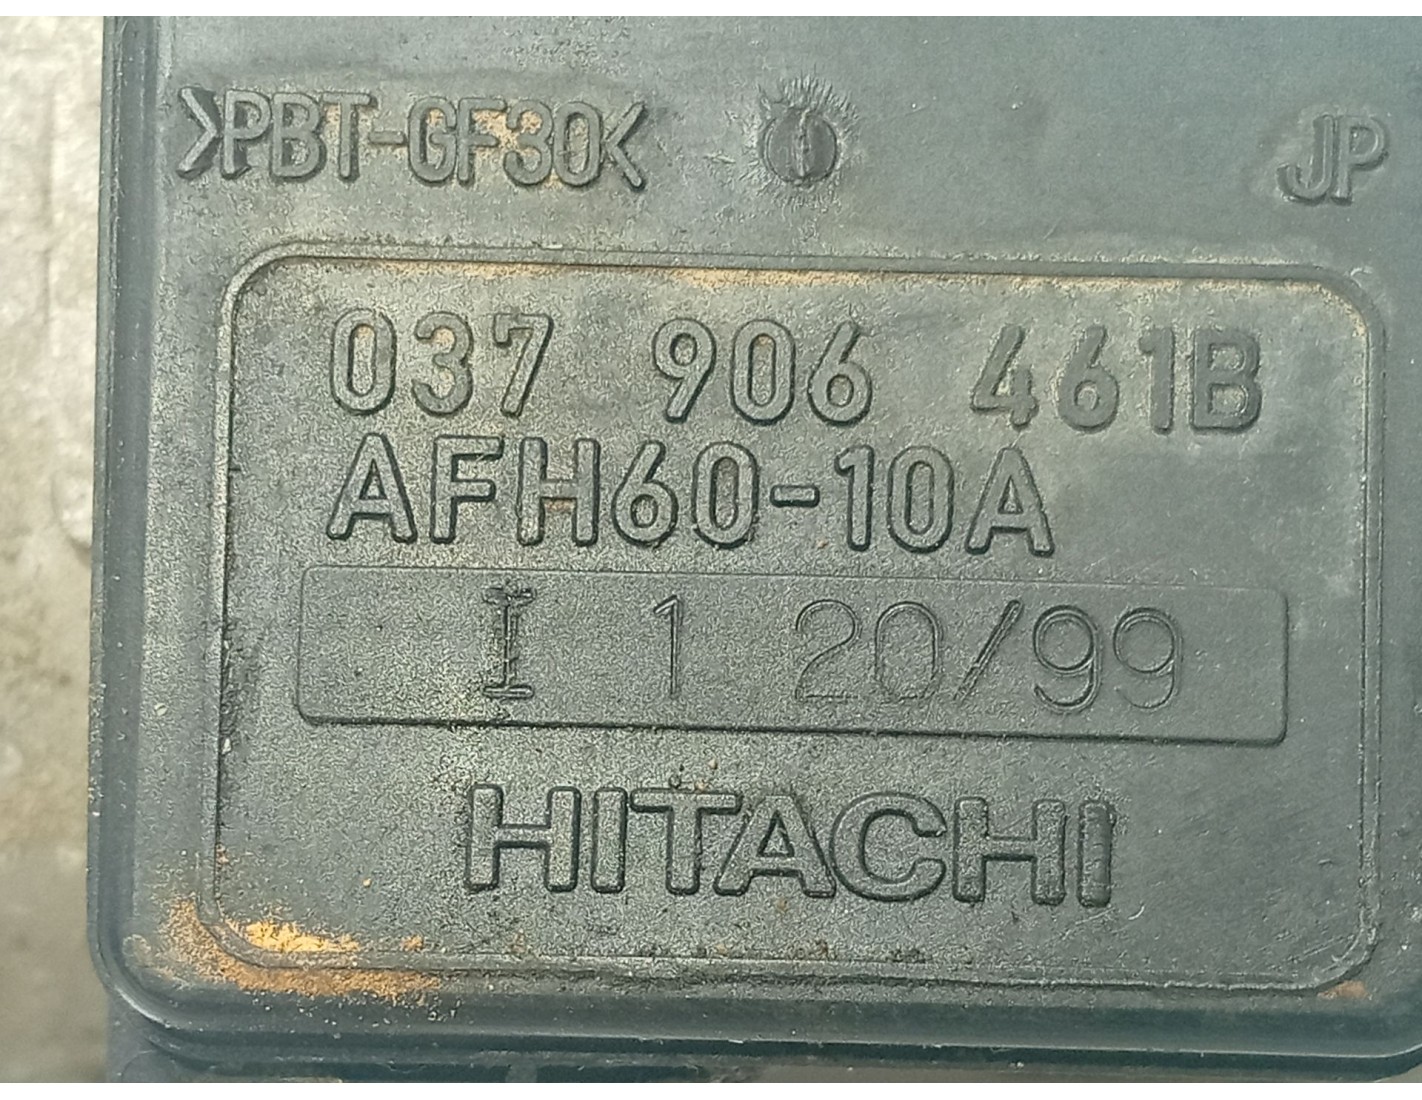 >PBT-GF30< JP
037 906 461B
AFH60-10A
I 1 20/99
HITACHI